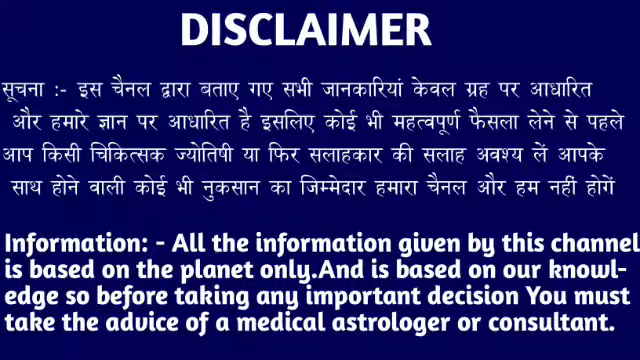 DISCLAIMER
सूचना :- इस चैनल द्वारा बताए गए सभी जानकारियां केवल ग्रह पर आधारित
और हमारे ज्ञान पर आधारित है इसलिए कोई भी महत्वपूर्ण फैसला लेने से पहले
आप किसी चिकित्सक ज्योतिषी या फिर सलाहकार की सलाह अवश्य लें आपके
साथ होने वाली कोई भी नुकसान का जिम्मेदार हमारा चैनल और हम नहीं होगें
Information: - All the information given by this channel
is based on the planet only.And is based on our knowl-
edge so before taking any important decision You must
take the advice of a medical astrologer or consultant.